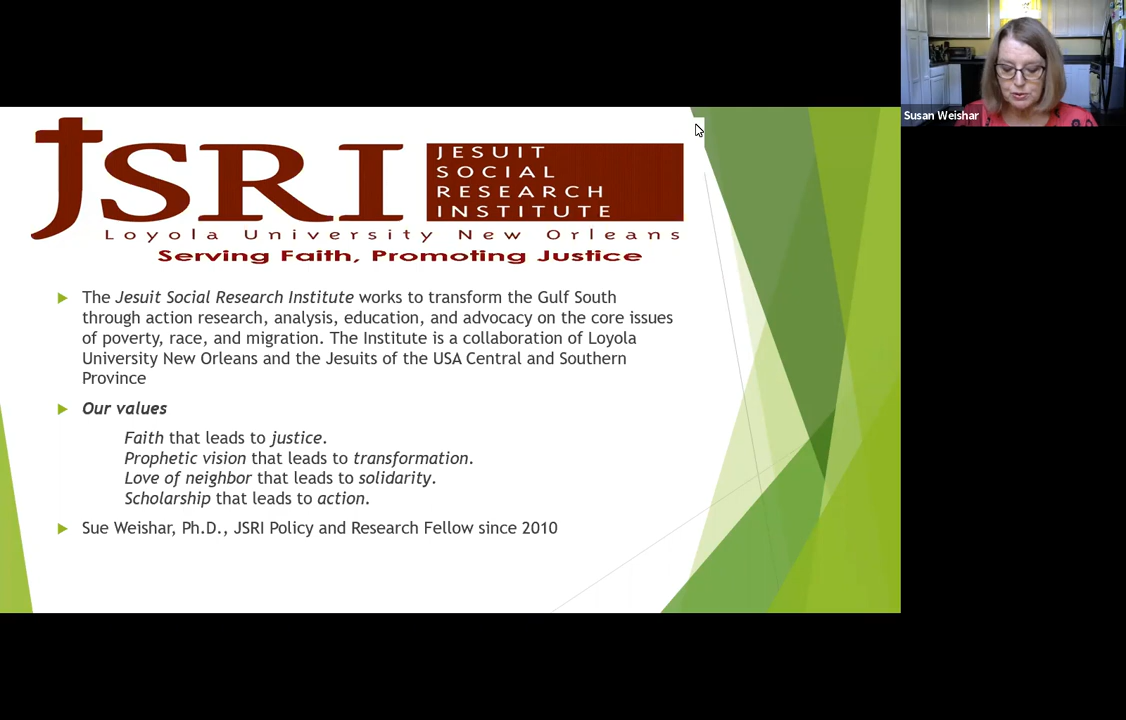 Susan Weishar
JSRI
JESUIT
SOCIAL
RESEARCH
INSTITUTE
Loyola University New Orleans
Serving Faith, Promoting Justice
The Jesuit Social Research Institute works to transform the Gulf South
through action research, analysis, education, and advocacy on the core issues
of poverty, race, and migration. The Institute is a collaboration of Loyola
University New Orleans and the Jesuits of the USA Central and Southern
Province
Our values
Faith that leads to justice.
Prophetic vision that leads to transformation.
Love of neighbor that leads to solidarity.
Scholarship that leads to action.
Sue Weishar, Ph.D., JSRI Policy and Research Fellow since 2010